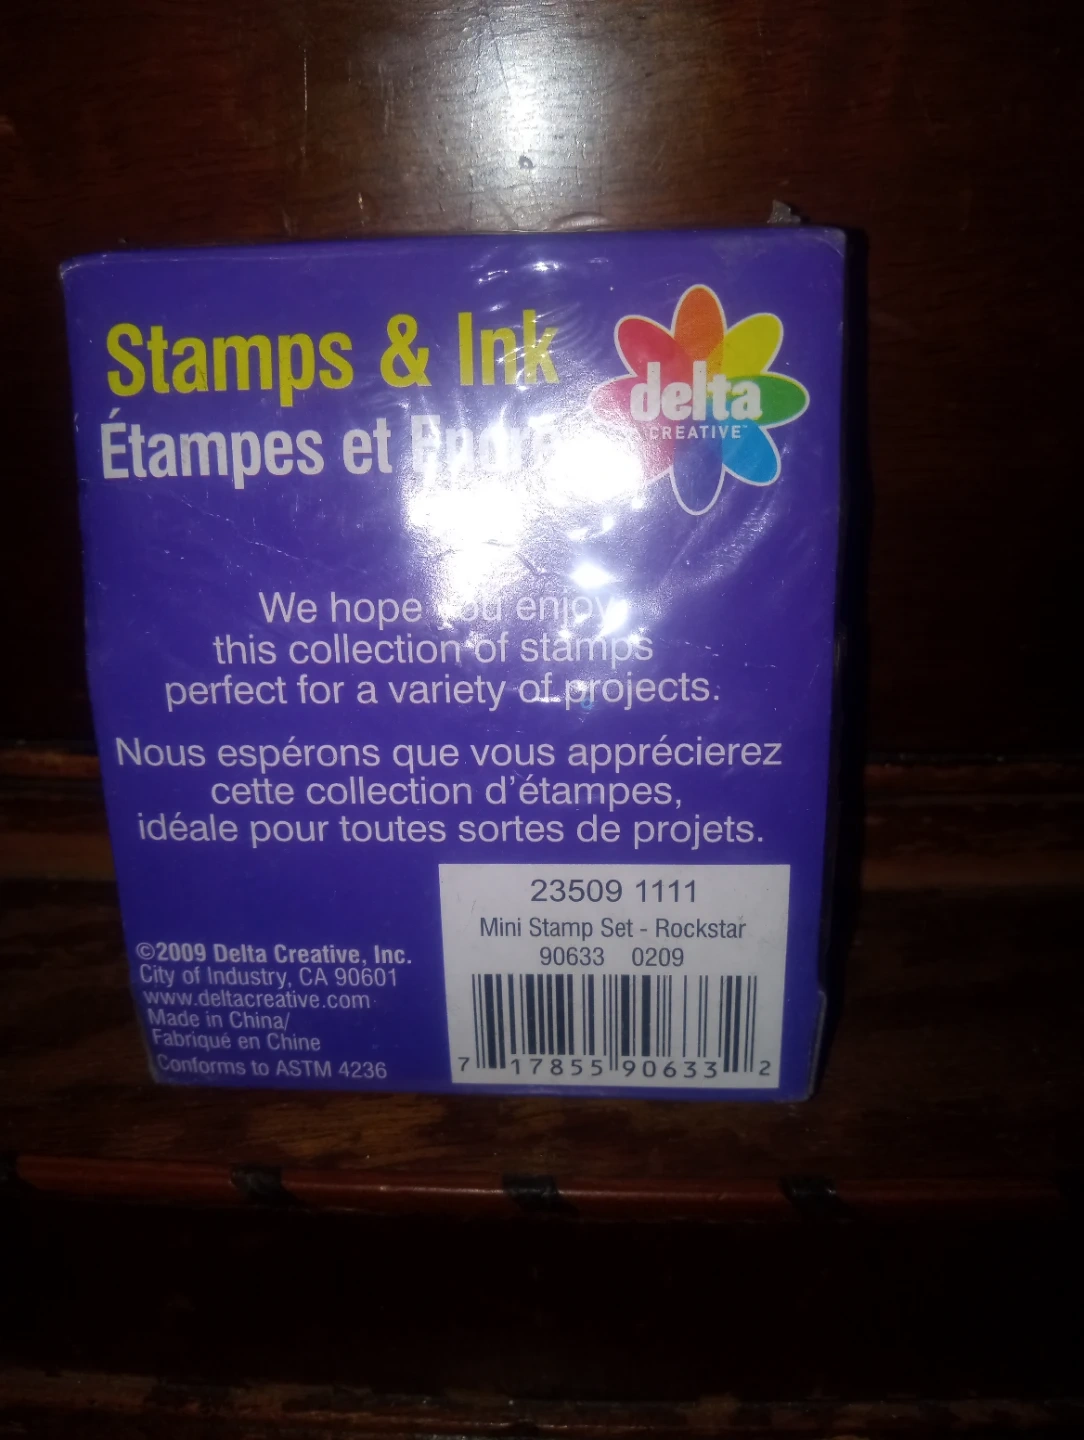 Stamps & Ink
Étampes et Encre
delta
CREATIVE™
We hope you enjoy
this collection of stamps
perfect for a variety of projects.
Nous espérons que vous apprécierez
cette collection d'étampes,
idéale pour toutes sortes de projets.
©2009 Delta Creative, Inc.
City of Industry, CA 90601
www.deltacreative.com
Made in China/
Fabriqué en Chine
Conforms to ASTM 4236
23509 1111
Mini Stamp Set - Rockstar
90633 0209
7 17855 90633 2